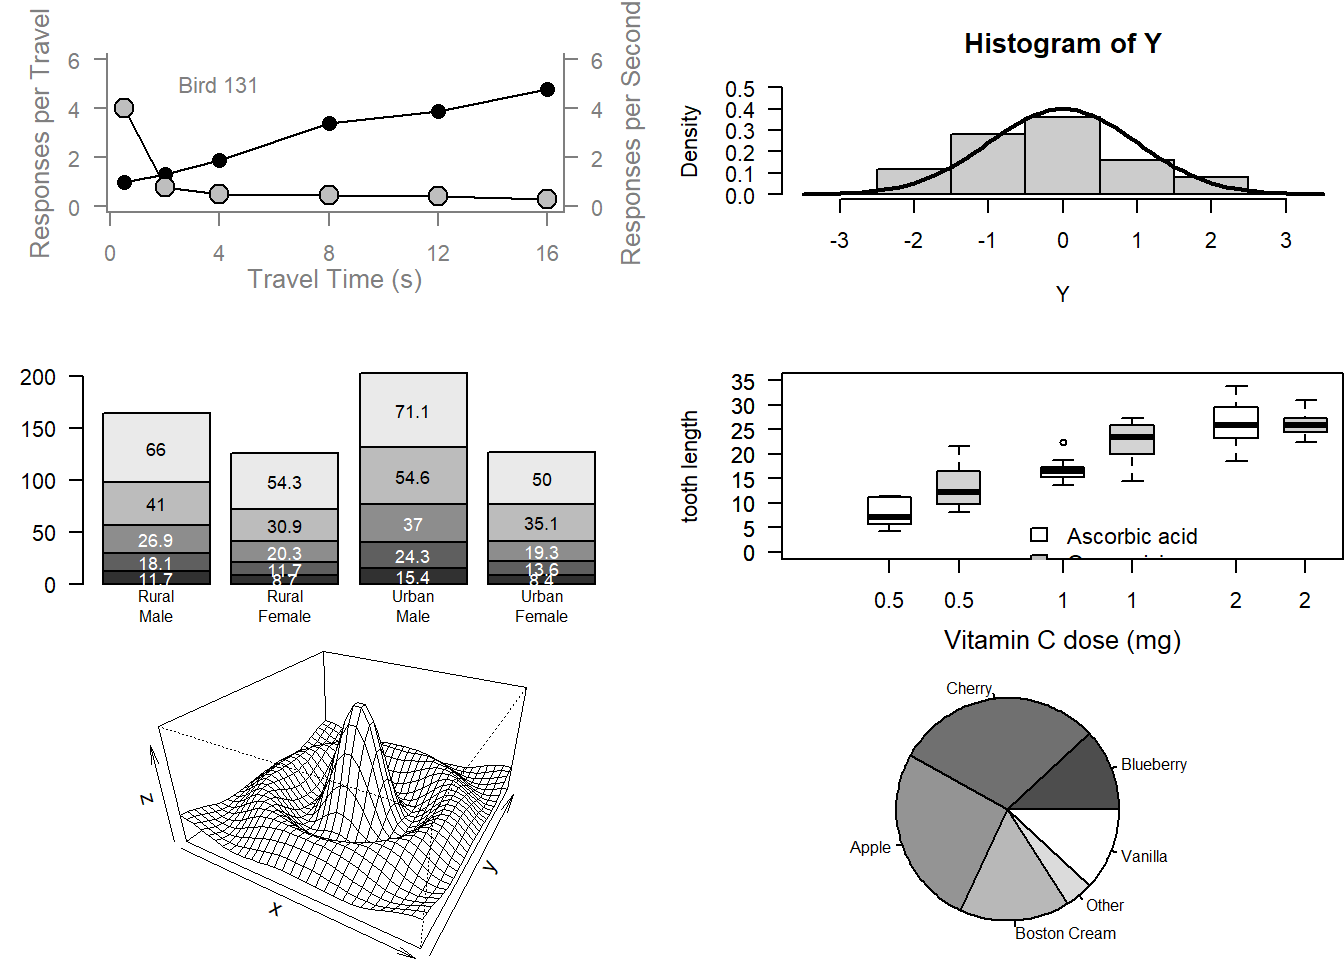 Responses per Travel
6
4
2
0
Bird 131
6
4
2
0
Responses per Second
0
4
8
12
16
Travel Time (s)
Histogram of Y
Density
0.5
0.4
0.3
0.2
0.1
0.0
-3
-2
-1
0
1
2
3
Y
200
150
100
50
0
66
41
26.9
18.1
11.7
54.3
30.9
20.3
11.7
8.7
71.1
54.6
37
24.3
15.4
50
35.1
19.3
13.6
8.4
Rural
Male
Rural
Female
Urban
Male
Urban
Female
tooth length
35
30
25
20
15
10
5
0
Ascorbic acid
0.5
0.5
1
1
2
2
Vitamin C dose (mg)
z
x
y
Cherry
Blueberry
Apple
Vanilla
Other
Boston Cream